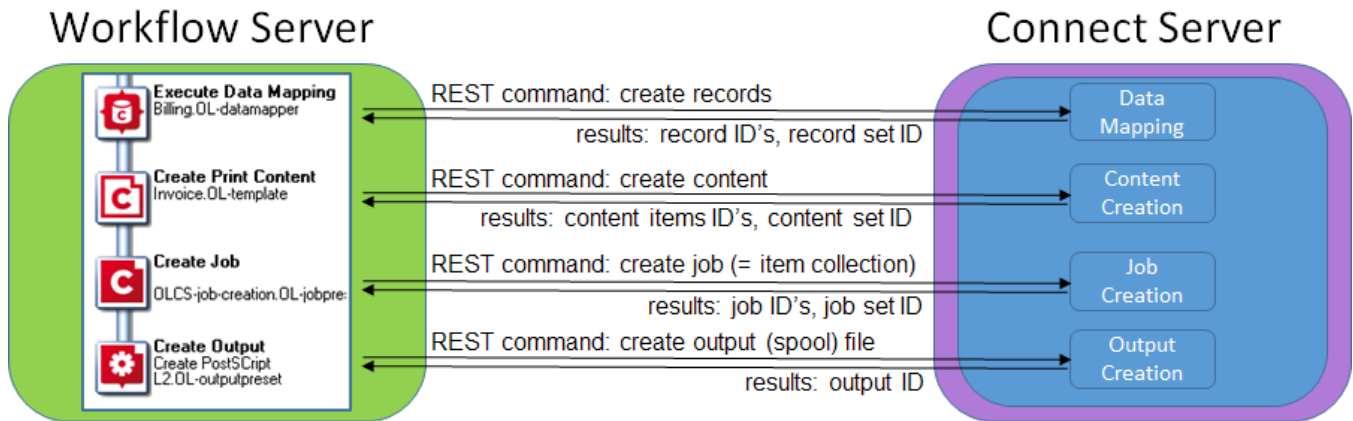 Workflow Server
Connect Server
Execute Data Mapping
Billing.OL-datamapper
REST command: create records
results: record ID's, record set ID
Data
Mapping
Create Print Content
Invoice.OL-template
REST command: create content
results: content items ID's, content set ID
Content
Creation
Create Job
OLCS-job-creation.OL-jobpre:
REST command: create job (= item collection)
results: job ID's, job set ID
Job
Creation
Create Output
Create PostSCript
L2.OL-outputpreset
REST command: create output (spool) file
results: output ID
Output
Creation